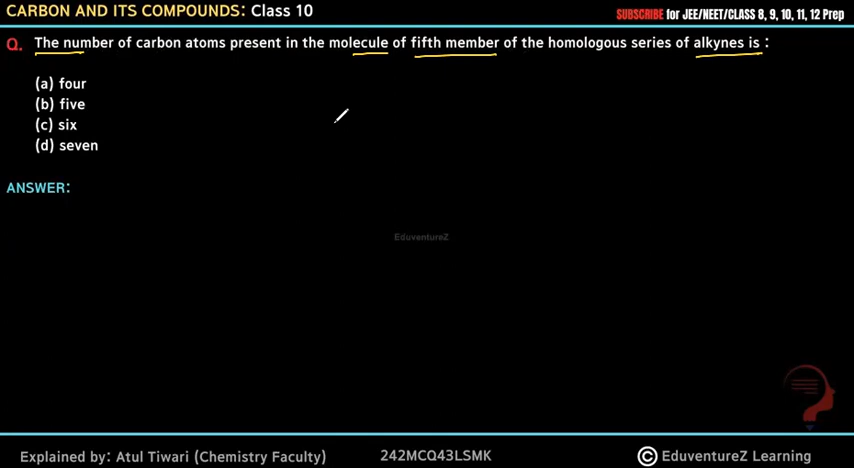 CARBON AND ITS COMPOUNDS: Class 10
SUBSCRIBE for JEE/NEET/CLASS 8, 9, 10, 11, 12 Prep
Q. The number of carbon atoms present in the molecule of fifth member of the homologous series of alkynes is :
(a) four
(b) five
(c) six
(d) seven
ANSWER:
EduventureZ
Explained by: Atul Tiwari (Chemistry Faculty)
242MCQ43LSMK
© EduventureZ Learning